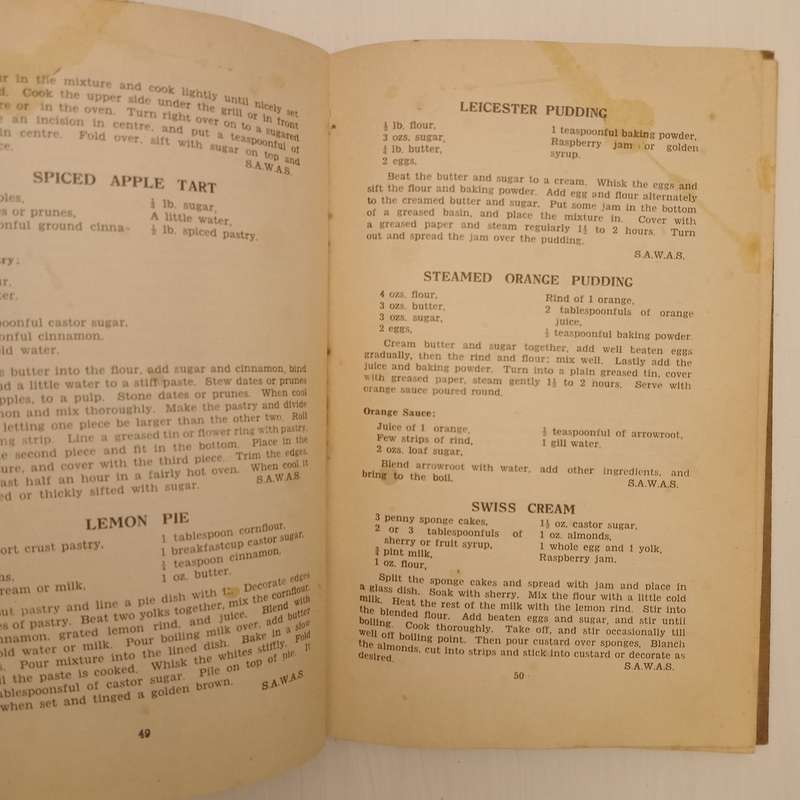 ur in the mixture and cook lightly until nicely set
d. Cook the upper side under the grill or in front
re or in the oven. Turn right over on to a sugared
e an incision in centre, and put a teaspoonful of
in centre. Fold over, sift with sugar on top and
ce.
S.A.W.A.S.
SPICED APPLE TART
ples,
es or prunes,
onful ground cinna-
¼ lb. sugar,
A little water,
½ lb. spiced pastry.
ry:
ur.
ter.
poonful castor sugar,
onful cinnamon.
old water.
s butter into the flour, add sugar and cinnamon, bind
nd a little water to a stiff paste. Stew dates or prunes
apples, to a pulp. Stone dates or prunes. When cool
mon and mix thoroughly. Make the pastry and divide
letting one piece be larger than the other two. Roll
ng strip. Line a greased tin or flower ring with pastry,
e second piece and fit in the bottom. Place in the
ure, and cover with the third piece. Trim the edges.
ast half an hour in a fairly hot oven. When cool it
ed or thickly sifted with sugar.
S.A.W.A.S.
LEMON PIE
ort crust pastry,
ns,
ream or milk,
1 tablespoon cornflour,
1 breakfastcup castor sugar,
¼ teaspoon cinnamon,
1 oz. butter.
out pastry and line a pie dish with Decorate edges
es of pastry. Beat two yolks together, mix the cornflour,
nnamon, grated lemon rind, and juice. Blend with
old water or milk. Pour boiling milk over, add butter
s. Pour mixture into the lined dish. Bake in a slow
il the paste is cooked. Whisk the whites stiffly. Fold
ablespoonsful of castor sugar. Pile on top of pie. It
when set and tinged a golden brown.
S.A.W.A.S
49
LEICESTER PUDDING
½ lb. flour,
3 ozs. sugar,
¼ lb. butter,
2 eggs,
1 teaspoonful baking powder,
Raspberry jam or golden
syrup.
Beat the butter and sugar to a cream. Whisk the eggs and
sift the flour and baking powder. Add egg and flour alternately
to the creamed butter and sugar. Put some jam in the bottom
of a greased basin, and place the mixture in. Cover with
a greased paper and steam regularly 1½ to 2 hours. Turn
out and spread the jam over the pudding.
S.A.W.A.S.
STEAMED ORANGE PUDDING
4 ozs. flour,
3 ozs. butter,
3 ozs. sugar,
2 eggs,
Rind of 1 orange,
2 tablespoonfuls of orange
juice,
½ teaspoonful baking powder.
Cream butter and sugar together, add well beaten eggs
gradually, then the rind and flour; mix well. Lastly add the
juice and baking powder. Turn into a plain greased tin, cover
with greased paper, steam gently 1½ to 2 hours. Serve with
orange sauce poured round.
Orange Sauce:
Juice of 1 orange,
Few strips of rind,
2 ozs. loaf sugar,
½ teaspoonful of arrowroot,
1 gill water.
Blend arrowroot with water, add other ingredients, and
bring to the boil.
S.A.W.A.S.
SWISS CREAM
3 penny sponge cakes,
2 or 3 tablespoonfuls of
sherry or fruit syrup,
¾ pint milk,
1 oz. flour,
1½ oz. castor sugar,
1 oz. almonds,
1 whole egg and 1 yolk,
Raspberry jam.
Split the sponge cakes and spread with jam and place in
a glass dish. Soak with sherry. Mix the flour with a little cold
milk. Heat the rest of the milk with the lemon rind. Stir into
the blended flour. Add beaten eggs and sugar, and stir until
boiling. Cook thoroughly. Take off, and stir occasionally till
well off boiling point. Then pour custard over sponges. Blanch
the almonds, cut into strips and stick into custard or decorate as
desired.
S.A.W.A.S.
50